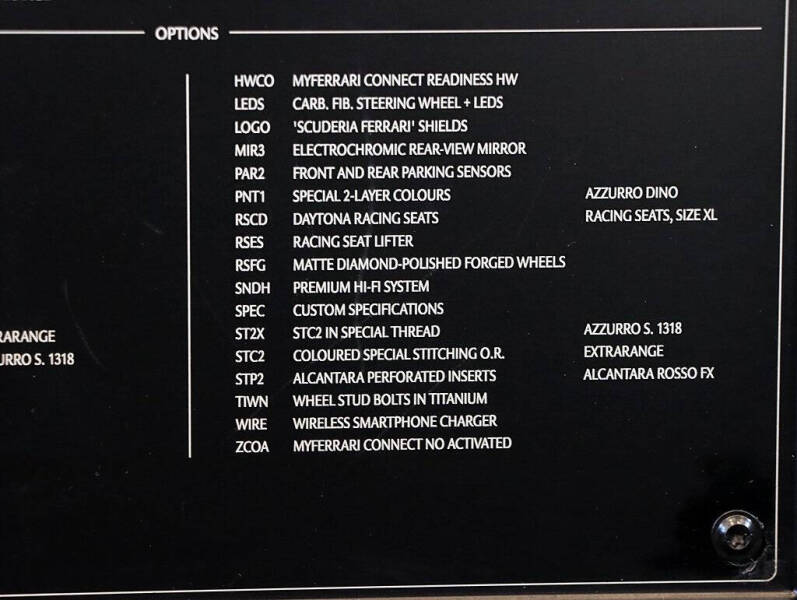 OPTIONS
HWCO MYFERRARI CONNECT READINESS HW
LEDS CARB. FIB. STEERING WHEEL + LEDS
LOGO 'SCUDERIA FERRARI' SHIELDS
MIR3 ELECTROCHROMIC REAR-VIEW MIRROR
PAR2 FRONT AND REAR PARKING SENSORS
PNT1 SPECIAL 2-LAYER COLOURS AZZURRO DINO
RSCD DAYTONA RACING SEATS RACING SEATS, SIZE XL
RSES RACING SEAT LIFTER
RSFG MATTE DIAMOND-POLISHED FORGED WHEELS
SNDH PREMIUM HI-FI SYSTEM
SPEC CUSTOM SPECIFICATIONS
RARANGE ST2X STC2 IN SPECIAL THREAD AZZURRO S. 1318
URRO S. 1318 STC2 COLOURED SPECIAL STITCHING O.R. EXTRARANGE
STP2 ALCANTARA PERFORATED INSERTS ALCANTARA ROSSO FX
TIWN WHEEL STUD BOLTS IN TITANIUM
WIRE WIRELESS SMARTPHONE CHARGER
ZCOA MYFERRARI CONNECT NO ACTIVATED